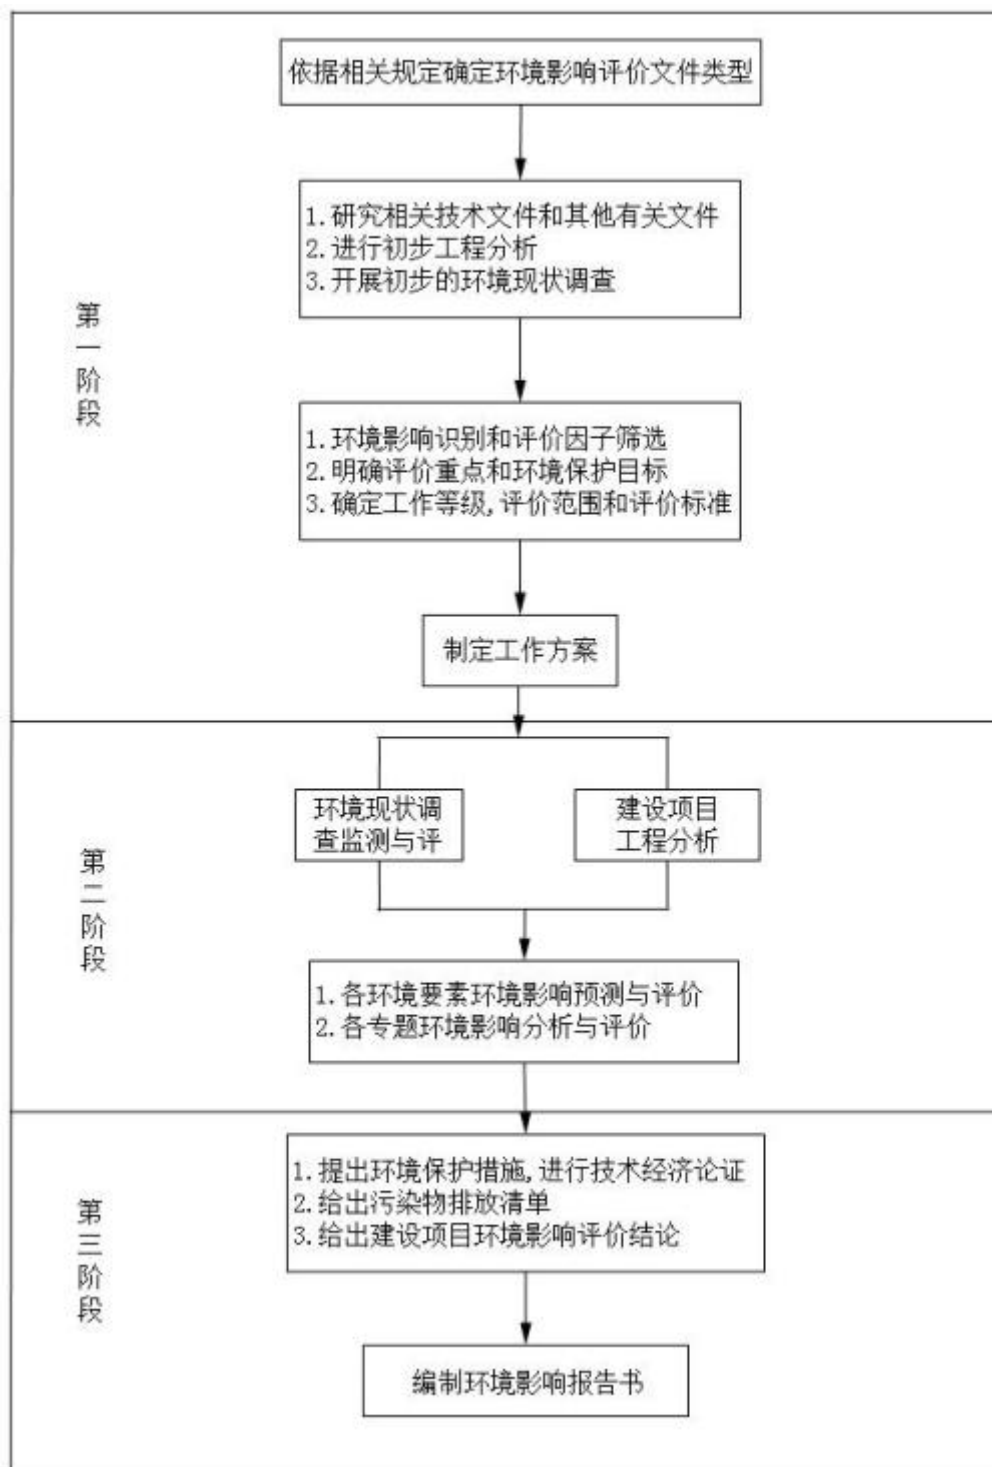 依据相关规定确定环境影响评价文件类型
1.研究相关技术文件和其他有关文件
2.进行初步工程分析
3.开展初步的环境现状调查
第一阶段
1.环境影响识别和评价因子筛选
2.明确评价重点和环境保护目标
3.确定工作等级,评价范围和评价标准
制定工作方案
环境现状调
查监测与评
建设项目
工程分析
第二阶段
1.各环境要素环境影响预测与评价
2.各专题环境影响分析与评价
1.提出环境保护措施,进行技术经济论证
2.给出污染物排放清单
3.给出建设项目环境影响评价结论
第三阶段
编制环境影响报告书